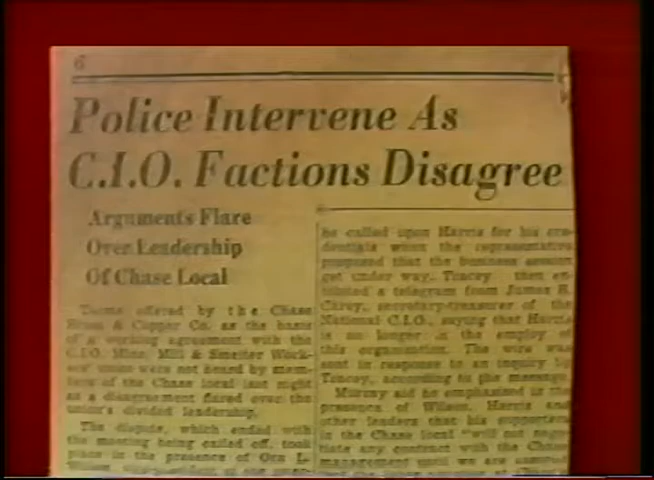 6
Police Intervene As
C.I.O. Factions Disagree
Arguments Flare
Over Leadership
Of Chase Local
Terms offered by the Chase
Brass & Copper Co. as the basis
of a working agreement with the
C.I.O. Mine, Mill & Smelter Work-
ers' union were not heard by mem-
bers of the Chase local last night
as a disagreement flared over the
union's divided leadership.
The dispute, which ended with
the meeting being called off, took
place in the presence of
he called upon Harris for his cre-
dentials when the representative
proposed that the business session
get under way. Tracey then ex-
hibited a telegram from James B.
Carey, secretary-treasurer of the
National C.I.O., saying that Harris
is no longer in the employ of
this organization. The wire was
sent in response to an inquiry by
Tracey, according to the message.
Murray
presence of Wilson, Harris and
other leaders that his supporters
in the Chase local "will not nego-
tiate any contract with the Chase
management until we are